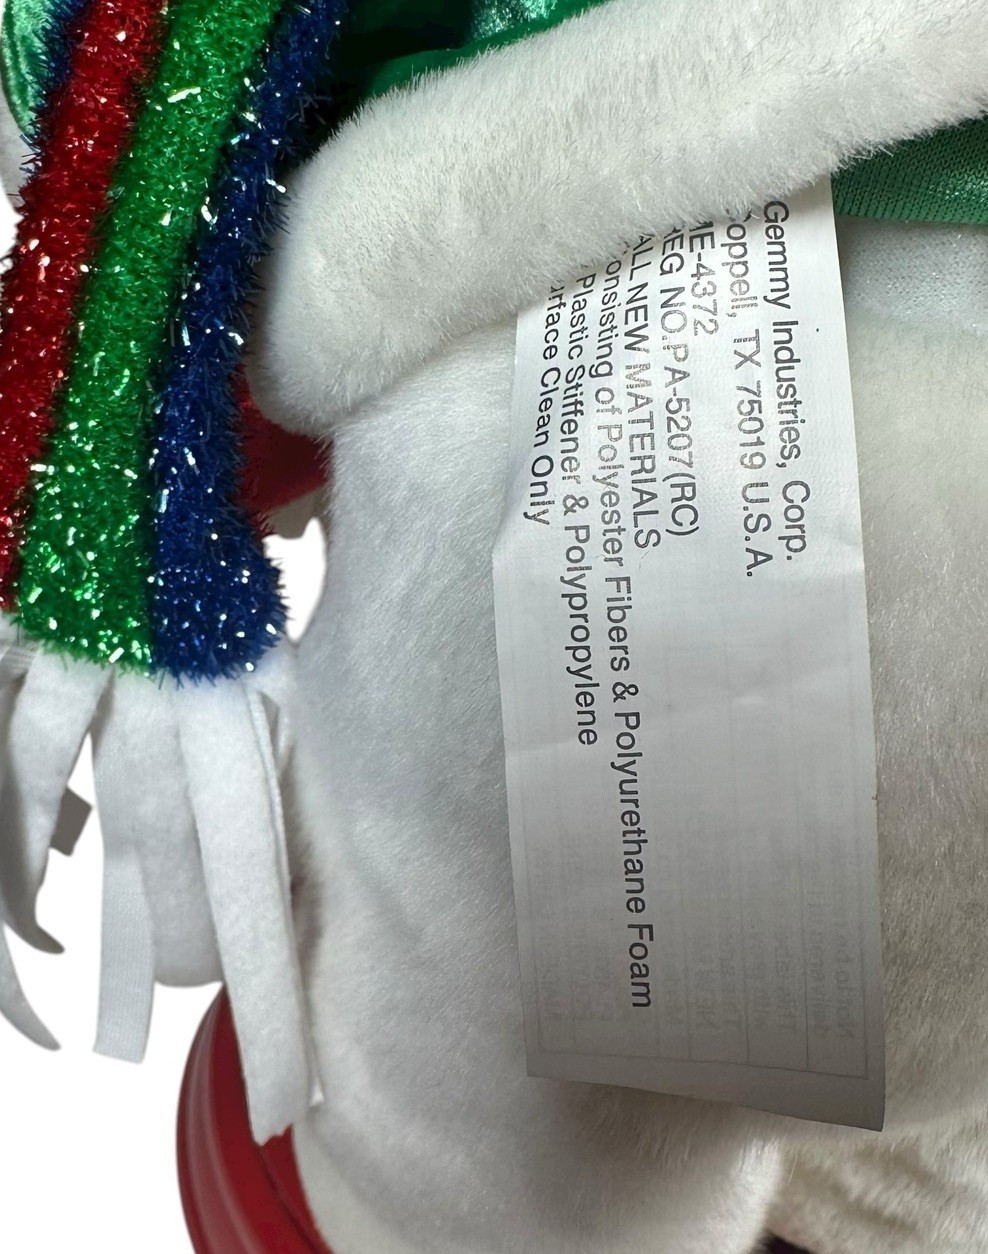 Gemmy Industries, Corp.
Coppell, TX 75019 U.S.A.
ME-4372
REG NO.PA-5207(RC)
ALL NEW MATERIALS
Consisting of Polyester Fibers & Polyurethane Foam
Plastic Stiffener & Polypropylene
Surface Clean Only